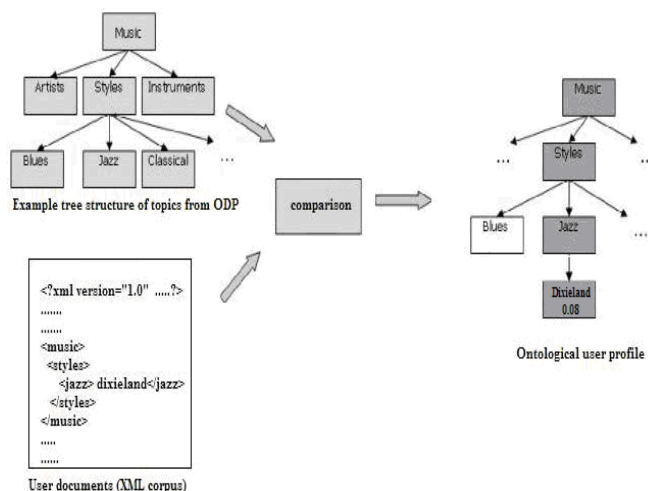 Music
Artists Styles Instruments
Blues Jazz Classical ...
Example tree structure of topics from ODP
comparison
<?xml version="1.0" .....?>
.......
.......
<music>
<styles>
<jazz> dixieland</jazz>
</styles>
</music>
.....
......
User documents (XML corpus)
Music
... Styles ...
Blues Jazz ...
Dixieland
0.08
Ontological user profile